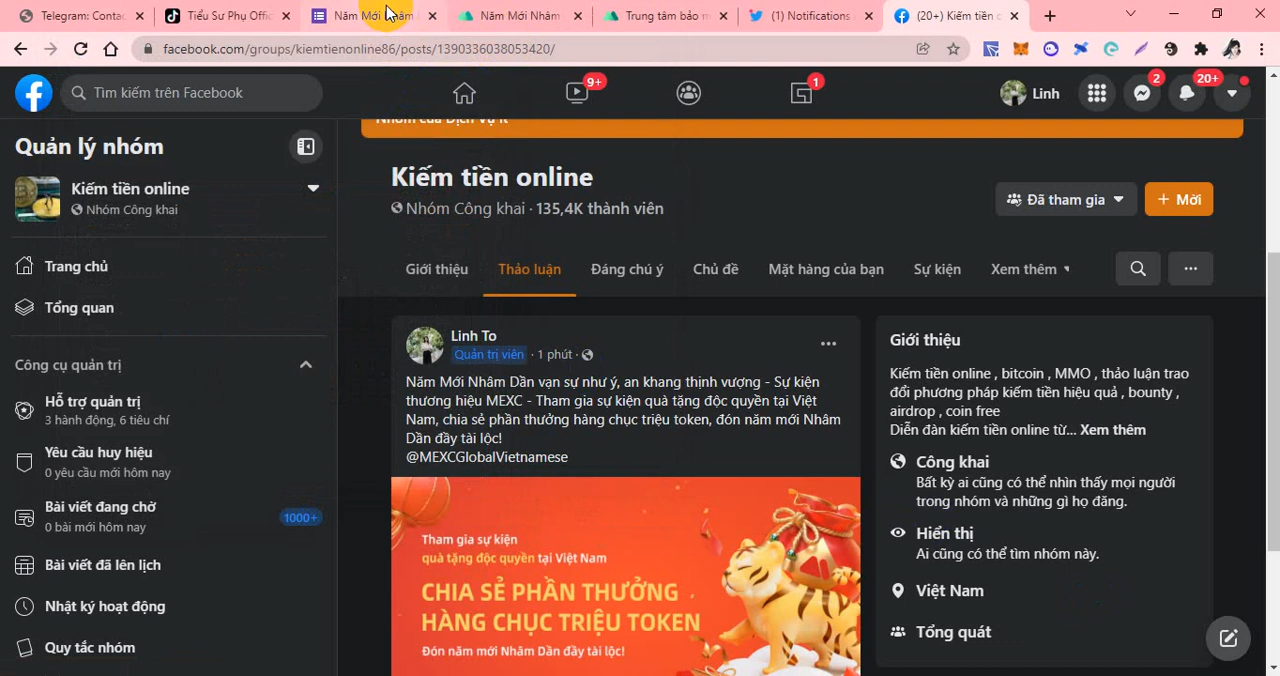 Telegram: Contac
Tiểu Sư Phụ Offic
Năm Mới Nhâm
Năm Mới Nhâm
Trung tâm bảo m
(1) Notifications
(20+) Kiếm tiền o
facebook.com/groups/kiemtienonline86/posts/1390336038053420/
Tìm kiếm trên Facebook
9+
1
Linh
2
20+
Quản lý nhóm
Kiếm tiền online
Nhóm Công khai
Trang chủ
Tổng quan
Công cụ quản trị
Hỗ trợ quản trị
3 hành động, 6 tiêu chí
Yêu cầu huy hiệu
0 yêu cầu mới hôm nay
Bài viết đang chờ
0 bài mới hôm nay
1000+
Bài viết đã lên lịch
Nhật ký hoạt động
Quy tắc nhóm
Nhóm của Dịch Vụ It
Kiếm tiền online
Nhóm Công khai · 135,4K thành viên
Đã tham gia
+ Mời
Giới thiệu
Thảo luận
Đáng chú ý
Chủ đề
Mặt hàng của bạn
Sự kiện
Xem thêm
Linh To
Quản trị viên · 1 phút
Năm Mới Nhâm Dần vạn sự như ý, an khang thịnh vượng - Sự kiện
thương hiệu MEXC - Tham gia sự kiện quà tặng độc quyền tại Việt
Nam, chia sẻ phần thưởng hàng chục triệu token, đón năm mới Nhâm
Dần đầy tài lộc!
@MEXCGlobalVietnamese
Tham gia sự kiện
quà tặng độc quyền tại Việt Nam
CHIA SẺ PHẦN THƯỞNG
HÀNG CHỤC TRIỆU TOKEN
Đón năm mới Nhâm Dần đầy tài lộc!
Giới thiệu
Kiếm tiền online , bitcoin , MMO , thảo luận trao
đổi phương pháp kiếm tiền hiệu quả , bounty ,
airdrop , coin free
Diễn đàn kiếm tiền online từ... Xem thêm
Công khai
Bất kỳ ai cũng có thể nhìn thấy mọi người
trong nhóm và những gì họ đăng.
Hiển thị
Ai cũng có thể tìm nhóm này.
Việt Nam
Tổng quát